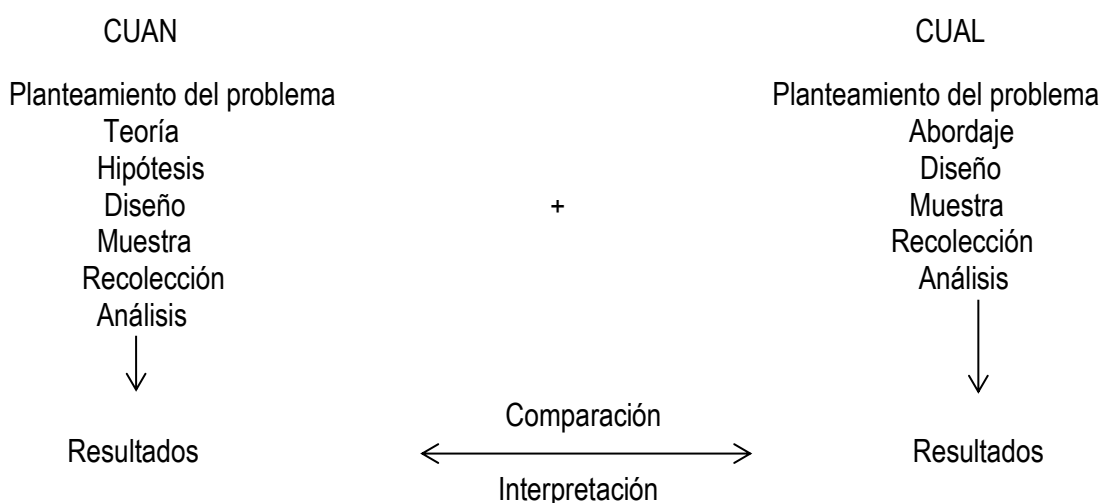 CUAN
CUAL
Planteamiento del problema
Teoría
Hipótesis
Diseño
Muestra
Recolección
Análisis
+
Planteamiento del problema
Abordaje
Diseño
Muestra
Recolección
Análisis
Resultados
Comparación
Interpretación
Resultados